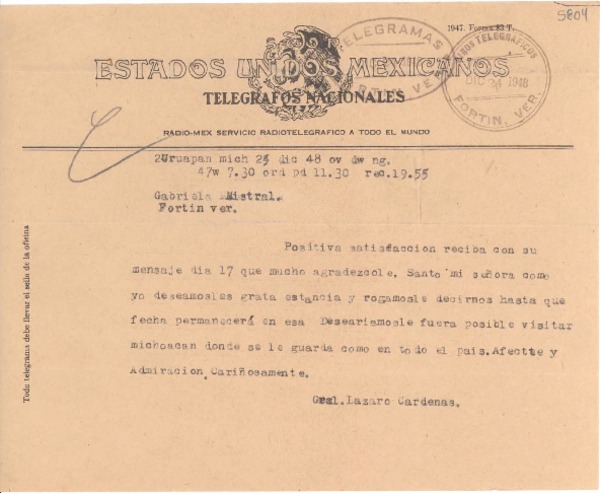 5804
1947. Forma 83 T.
TELEGRAMAS
GIROS TELEGRAFICOS
DIC 24 1948
FORTIN, VER.
ESTADOS UNIDOS MEXICANOS
TELEGRAFOS NACIONALES
RADIO-MEX SERVICIO RADIOTELEGRAFICO A TODO EL MUNDO
2Uruapan mich 23 dic 48 ov dw ng.
47w 7.30 ord pd 11.30 rec.19.55
Gabriela Mistral.
Fortin ver.
Positiva satisfaccion reciba con su
mensaje dia 17 que mucho agradezcole. Santo mi señora como
yo deseamosles grata estancia y rogamosle decirnos hasta que
fecha permanecerá en esa Deseariamosle fuera posible visitar
michoacan donde se le guarda como en todo el pais.Afectte y
Admiracion Cariñosamente.
Gral.Lazaro Cardenas.
Todo telegrama debe llevar el sello de la oficina